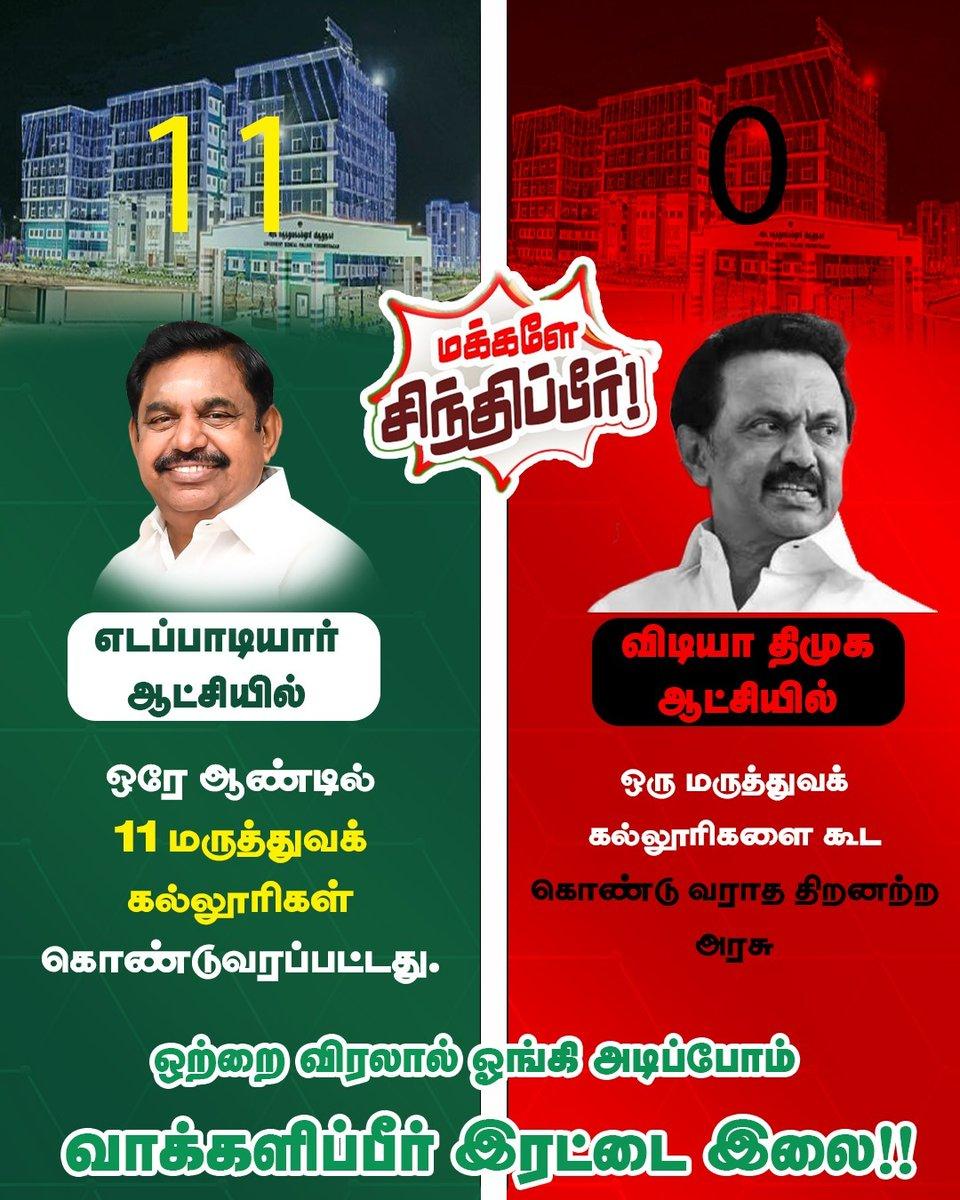 11
0
மக்களே
சிந்திப்பீர்!
எடப்பாடியார்
ஆட்சியில்
ஒரே ஆண்டில்
11 மருத்துவக்
கல்லூரிகள்
கொண்டுவரப்பட்டது.
விடியா திமுக
ஆட்சியில்
ஒரு மருத்துவக்
கல்லூரிகளை கூட
கொண்டு வராத திறனற்ற
அரசு
ஒற்றை விரலால் ஓங்கி அடிப்போம்
வாக்களிப்பீர் இரட்டை இலை!!